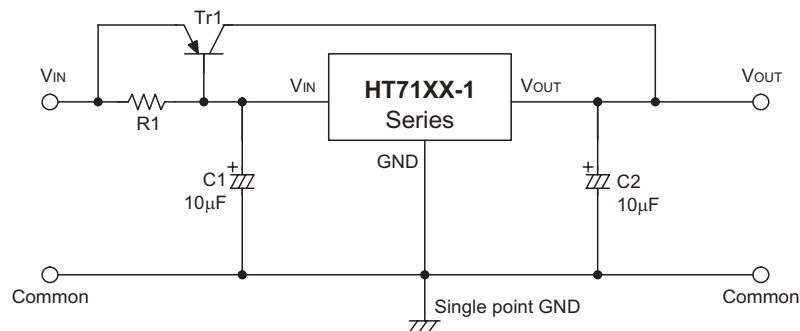 Tr1
VIN
R1
VIN
HT71XX-1
Series
VOUT
VOUT
GND
C1
10μF
C2
10μF
Common
Single point GND
Common